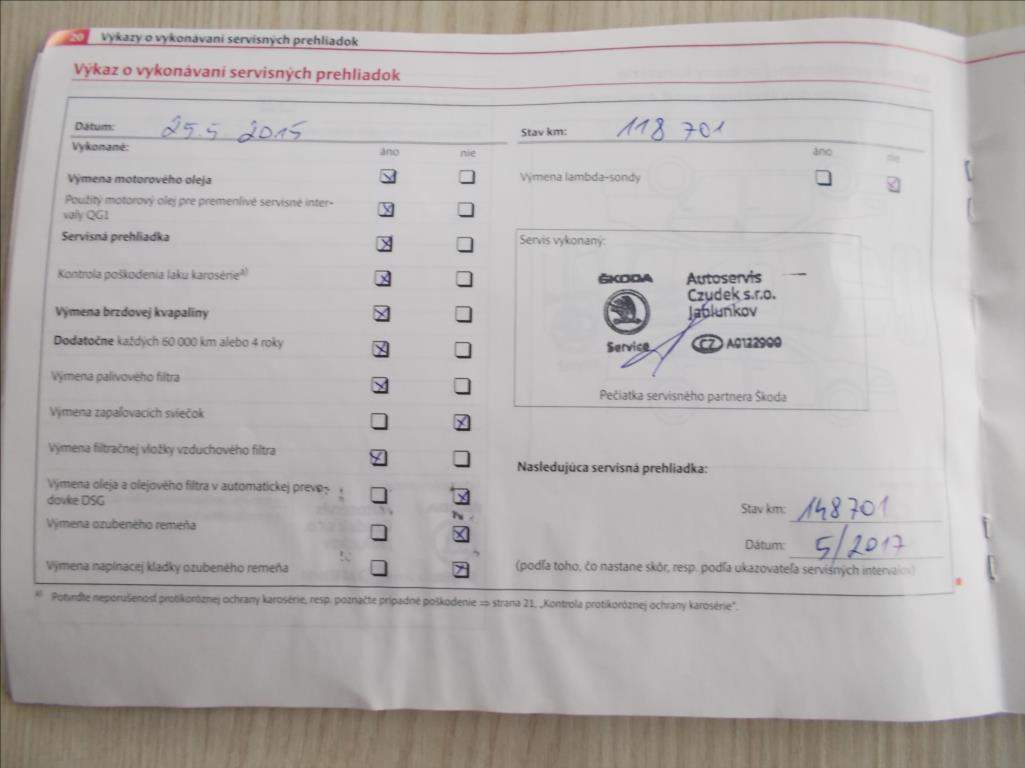 20 Výkazy o vykonávaní servisných prehliadok
Výkaz o vykonávaní servisných prehliadok
Dátum: 25.5 2015
Stav km: 118 701
Vykonané: áno nie
áno nie
Výmena motorového oleja
Výmena lambda-sondy
Použitý motorový olej pre premenlivé servisné inter-
valy QG1
Servisná prehliadka
Kontrola poškodenia laku karosérieA)
Výmena brzdovej kvapaliny
Dodatočne každých 60 000 km alebo 4 roky
Výmena palivového filtra
Výmena zapaľovacích sviečok
Výmena filtračnej vložky vzduchového filtra
Výmena oleja a olejového filtra v automatickej prevo-
dovke DSG
Výmena ozubeného remeňa
Výmena napínacej kladky ozubeného remeňa
Servis vykonaný:
ŠKODA
Service
Autoservis
Czudek s.r.o.
Jablunkov
CZ A0122900
Pečiatka servisného partnera Škoda
Nasledujúca servisná prehliadka:
Stav km: 148 701
Dátum: 5/2017
(podľa toho, čo nastane skôr, resp. podľa ukazovateľa servisných intervalov)
A) Potvrďte neporušenosť protikoróznej ochrany karosérie, resp. poznačte prípadné poškodenie ⇒ strana 21, „Kontrola protikoróznej ochrany karosérie“.